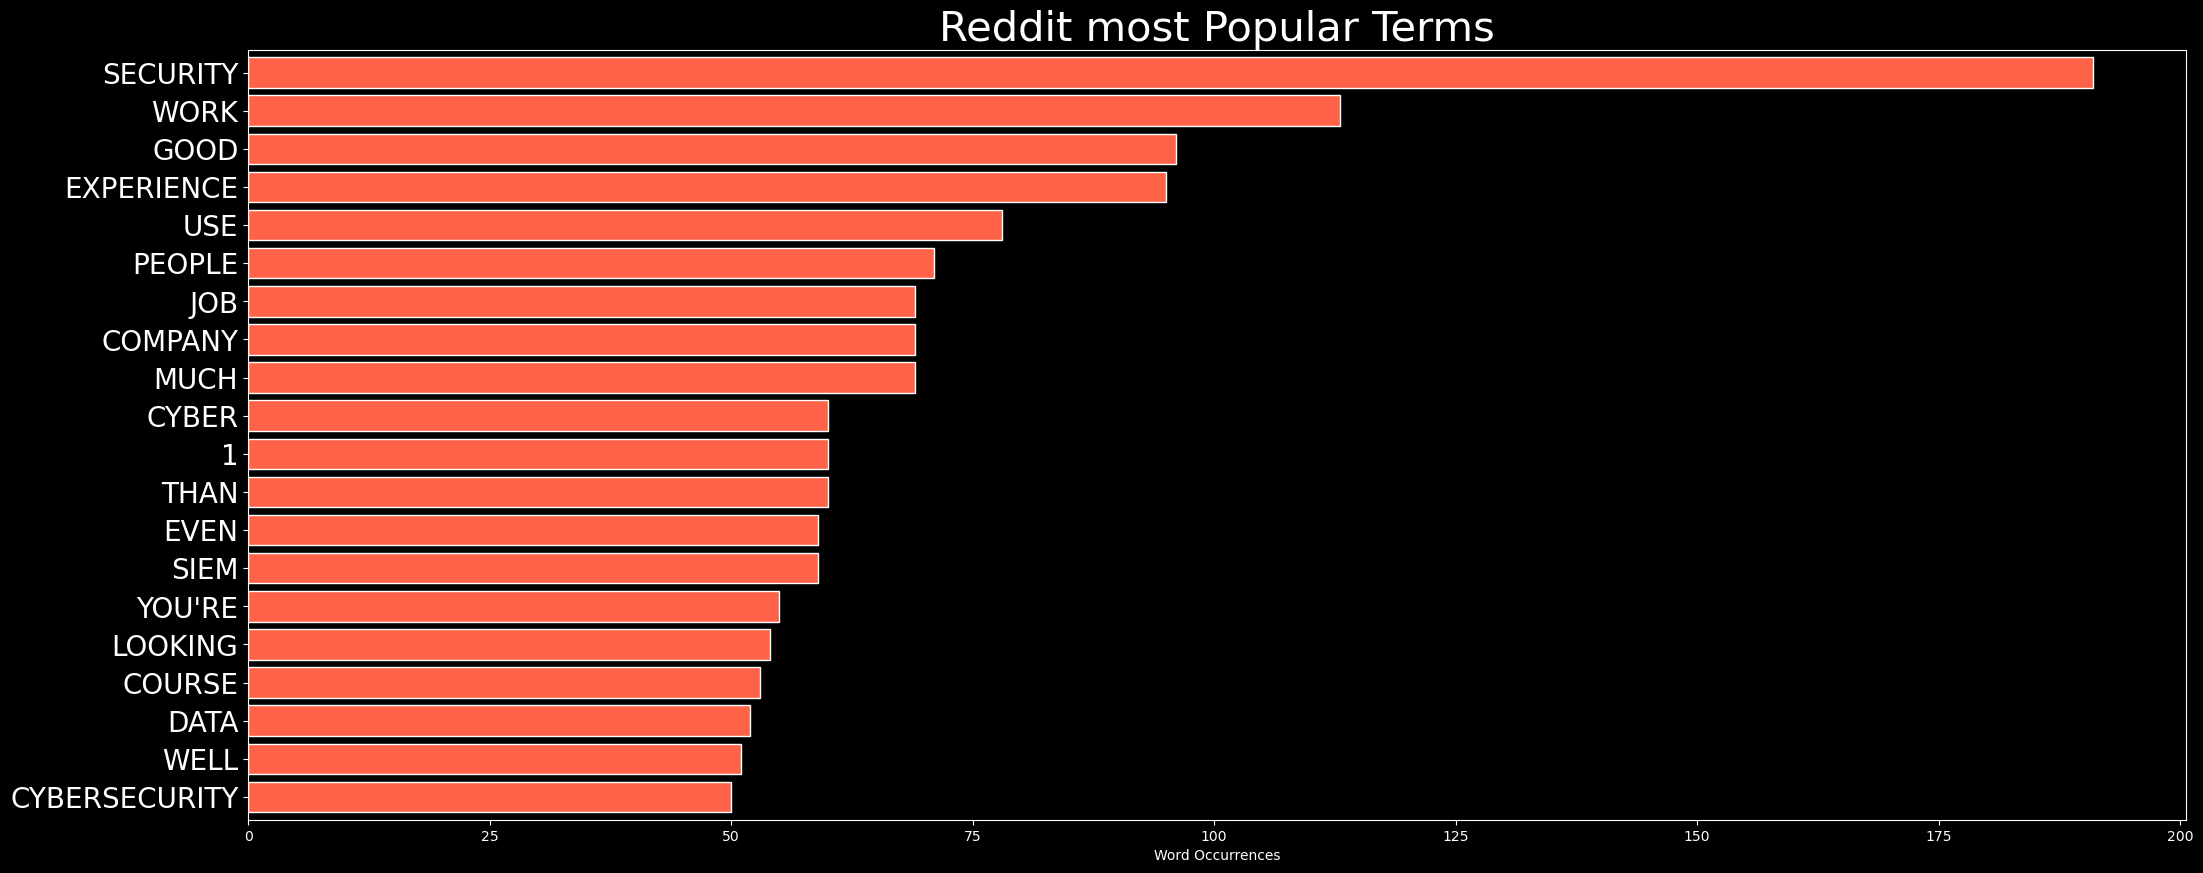 Reddit most Popular Terms
SECURITY
WORK
GOOD
EXPERIENCE
USE
PEOPLE
JOB
COMPANY
MUCH
CYBER
1
THAN
EVEN
SIEM
YOU'RE
LOOKING
COURSE
DATA
WELL
CYBERSECURITY
0 25 50 75 100 125 150 175 200
Word Occurrences